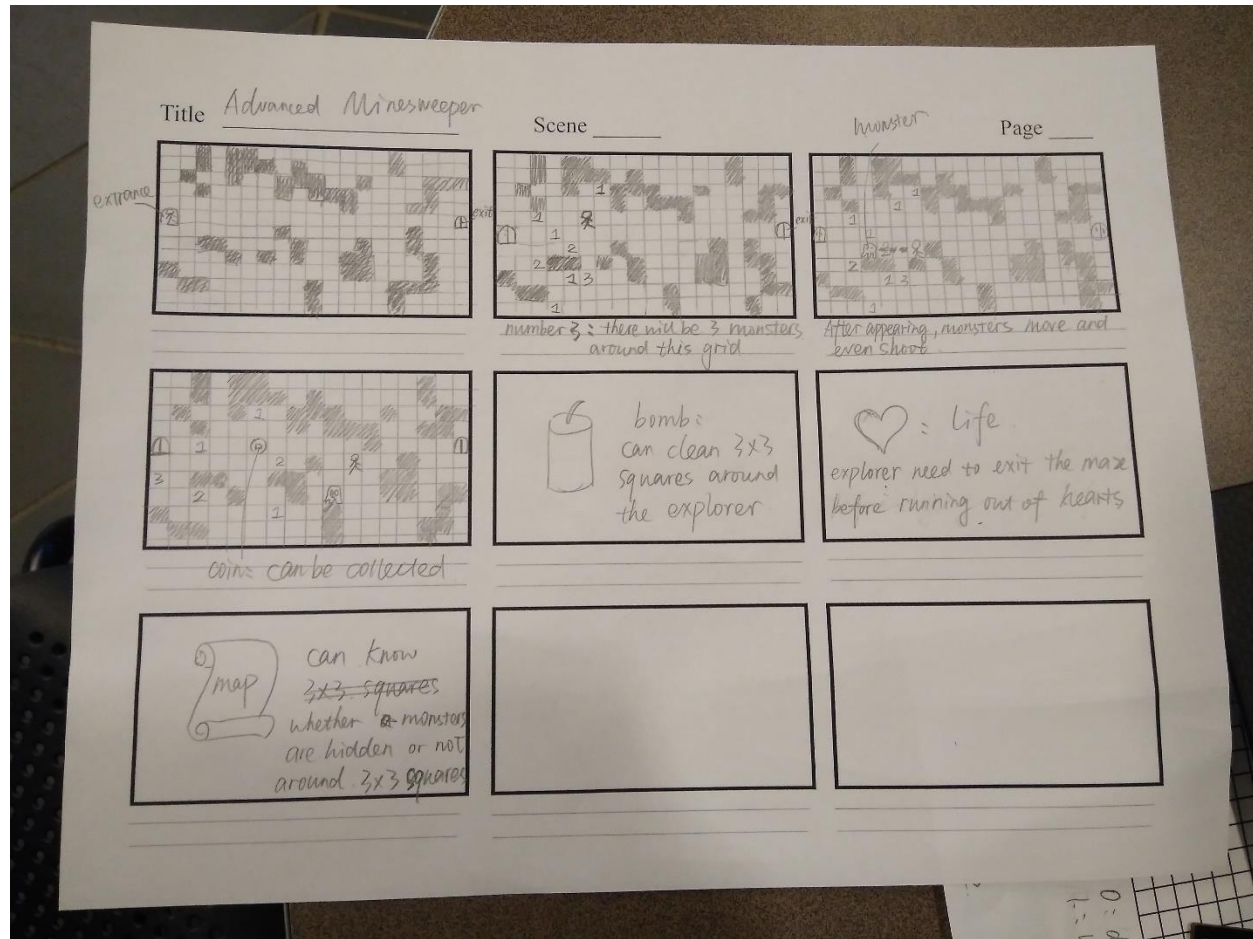 Title Advanced Minesweeper
Scene
Page
monster
extrance
exit
exit
1
1
1
2
2
1 3
1
1
1
1
1
2
1 3
1
number 3 : there will be 3 monsters
around this grid
After appearing, monsters move and
even shoot
1
1
2
3
2
1
coin: can be collected
bomb:
can clean 3x3
squares around
the explorer
: life
explorer need to exit the maze
before running out of hearts
map
can know
3x3 squares
whether a monsters
are hidden or not
around 3x3 squares